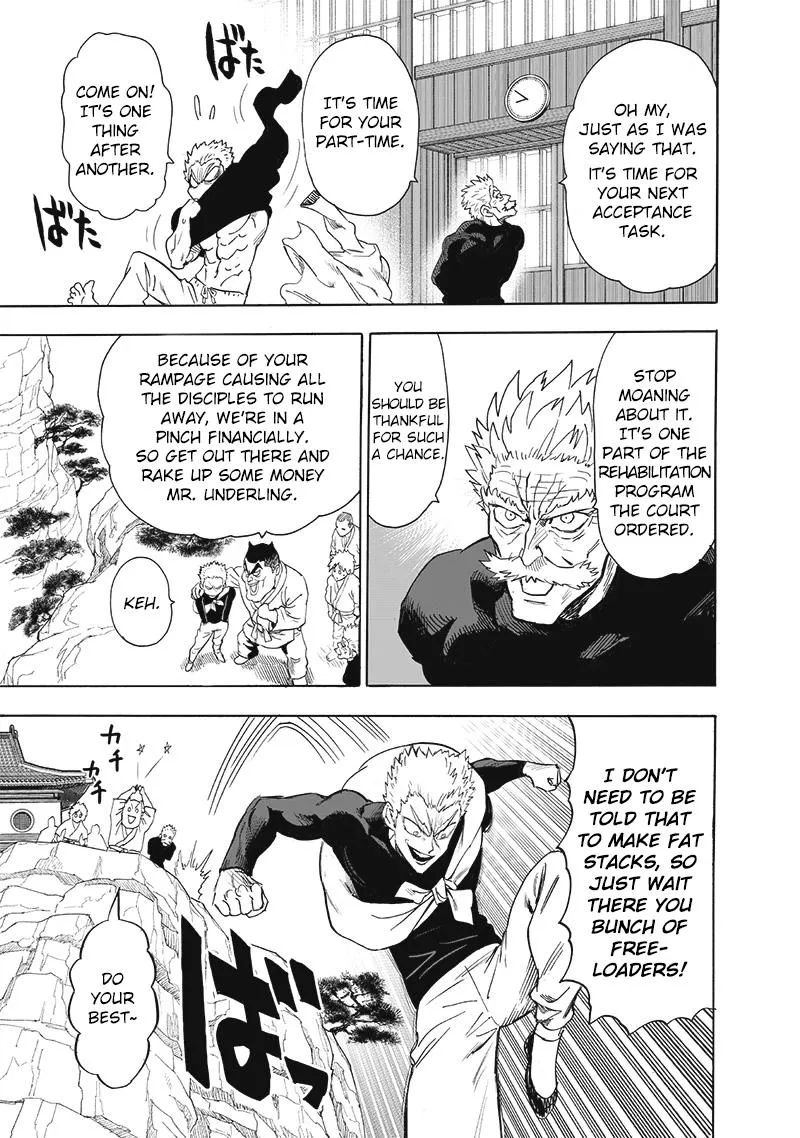 OH MY,
JUST AS I WAS
SAYING THAT.
IT'S TIME FOR
YOUR NEXT
ACCEPTANCE
TASK.
IT'S TIME
FOR YOUR
PART-TIME.
ばた
COME ON!
IT'S ONE
THING
AFTER
ANOTHER.
ばた
STOP
MOANING
ABOUT IT.
IT'S ONE
PART OF THE
REHABILITATION
PROGRAM
THE COURT
ORDERED.
YOU
SHOULD BE
THANKFUL
FOR SUCH
A CHANCE.
BECAUSE OF YOUR
RAMPAGE CAUSING ALL
THE DISCIPLES TO RUN
AWAY, WE'RE IN A
PINCH FINANCIALLY.
SO GET OUT THERE AND
RAKE UP SOME MONEY
MR. UNDERLING.
KEH.
I DON'T
NEED TO BE
TOLD THAT
TO MAKE FAT
STACKS, SO
JUST WAIT
THERE YOU
BUNCH OF
FREE-
LOADERS!
カチ
カチ
ばっ
DO
YOUR
BEST~